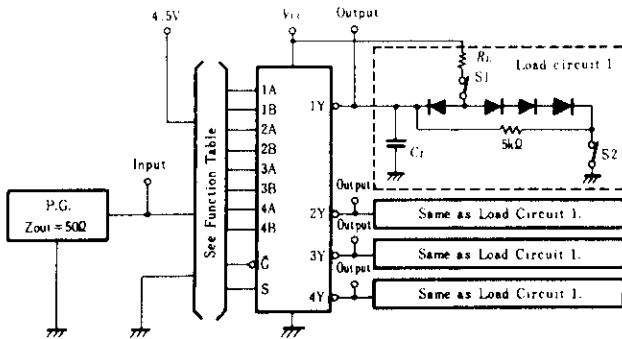 4.5V
Vcc
Output
RL
S1
Load circuit 1
1A
1B
2A
2B
3A
3B
4A
4B
G
S
1Y
CL
5kΩ
S2
Input
P.G.
Zout = 50Ω
See Function Table
Output
2Y
Same as Load Circuit 1.
Output
3Y
Same as Load Circuit 1.
Output
4Y
Same as Load Circuit 1.